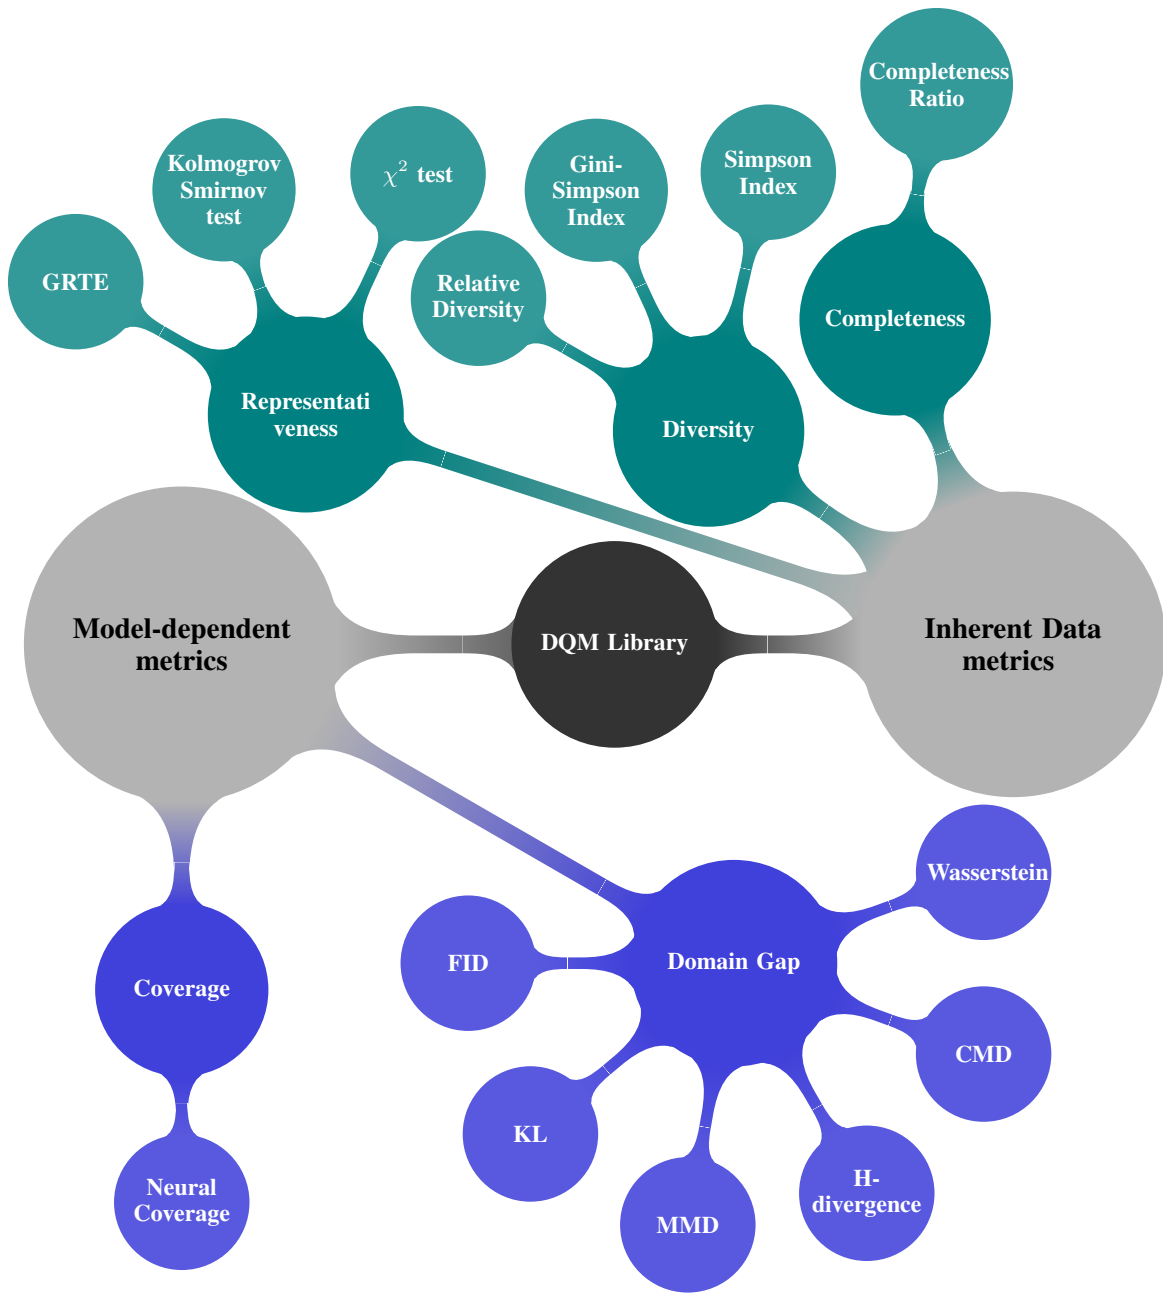 Completeness
Ratio
Kolmogrov
Smirnov
test
χ² test
Gini-
Simpson
Index
Simpson
Index
GRTE
Relative
Diversity
Completeness
Representati
veness
Diversity
Model-dependent
metrics
DQM Library
Inherent Data
metrics
Wasserstein
FID
Domain Gap
Coverage
CMD
KL
H-
divergence
Neural
Coverage
MMD